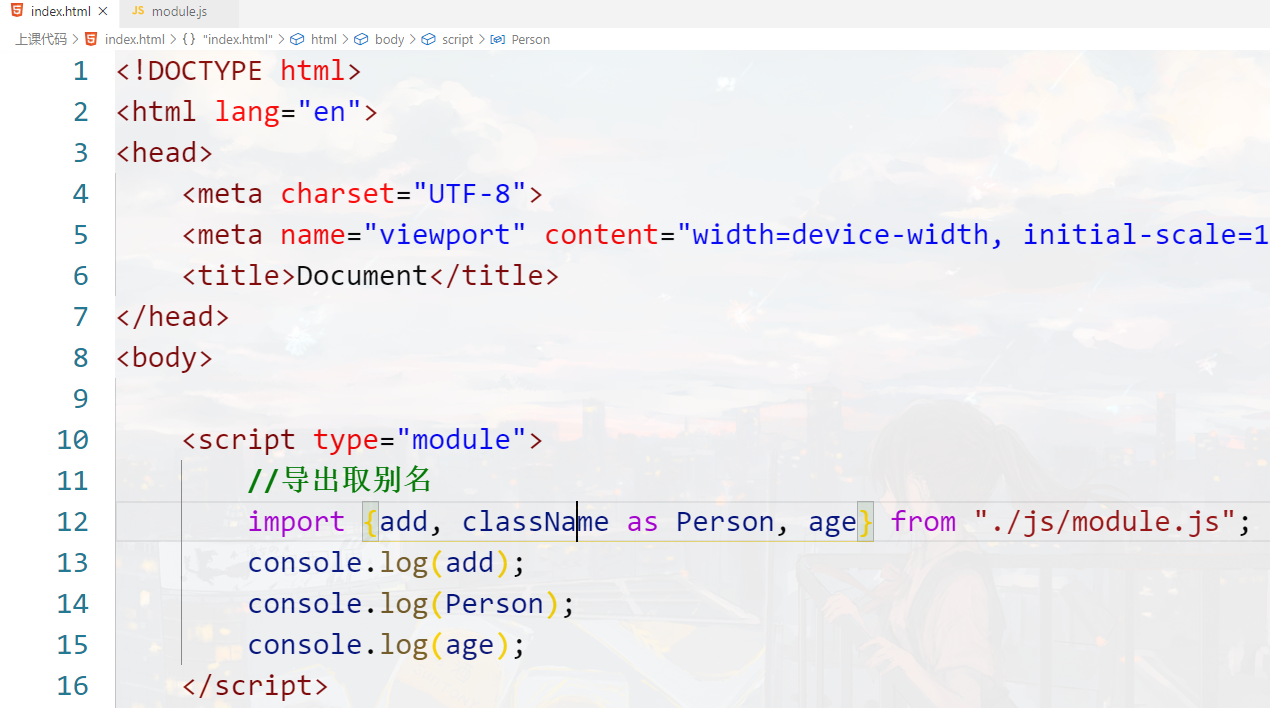 index.html × JS module.js
上课代码 > index.html > {} "index.html" > html > body > script > Person
1 <!DOCTYPE html>
2 <html lang="en">
3 <head>
4 <meta charset="UTF-8">
5 <meta name="viewport" content="width=device-width, initial-scale=1
6 <title>Document</title>
7 </head>
8 <body>
9
10 <script type="module">
11 //导出取别名
12 import {add, className as Person, age} from "./js/module.js";
13 console.log(add);
14 console.log(Person);
15 console.log(age);
16 </script>